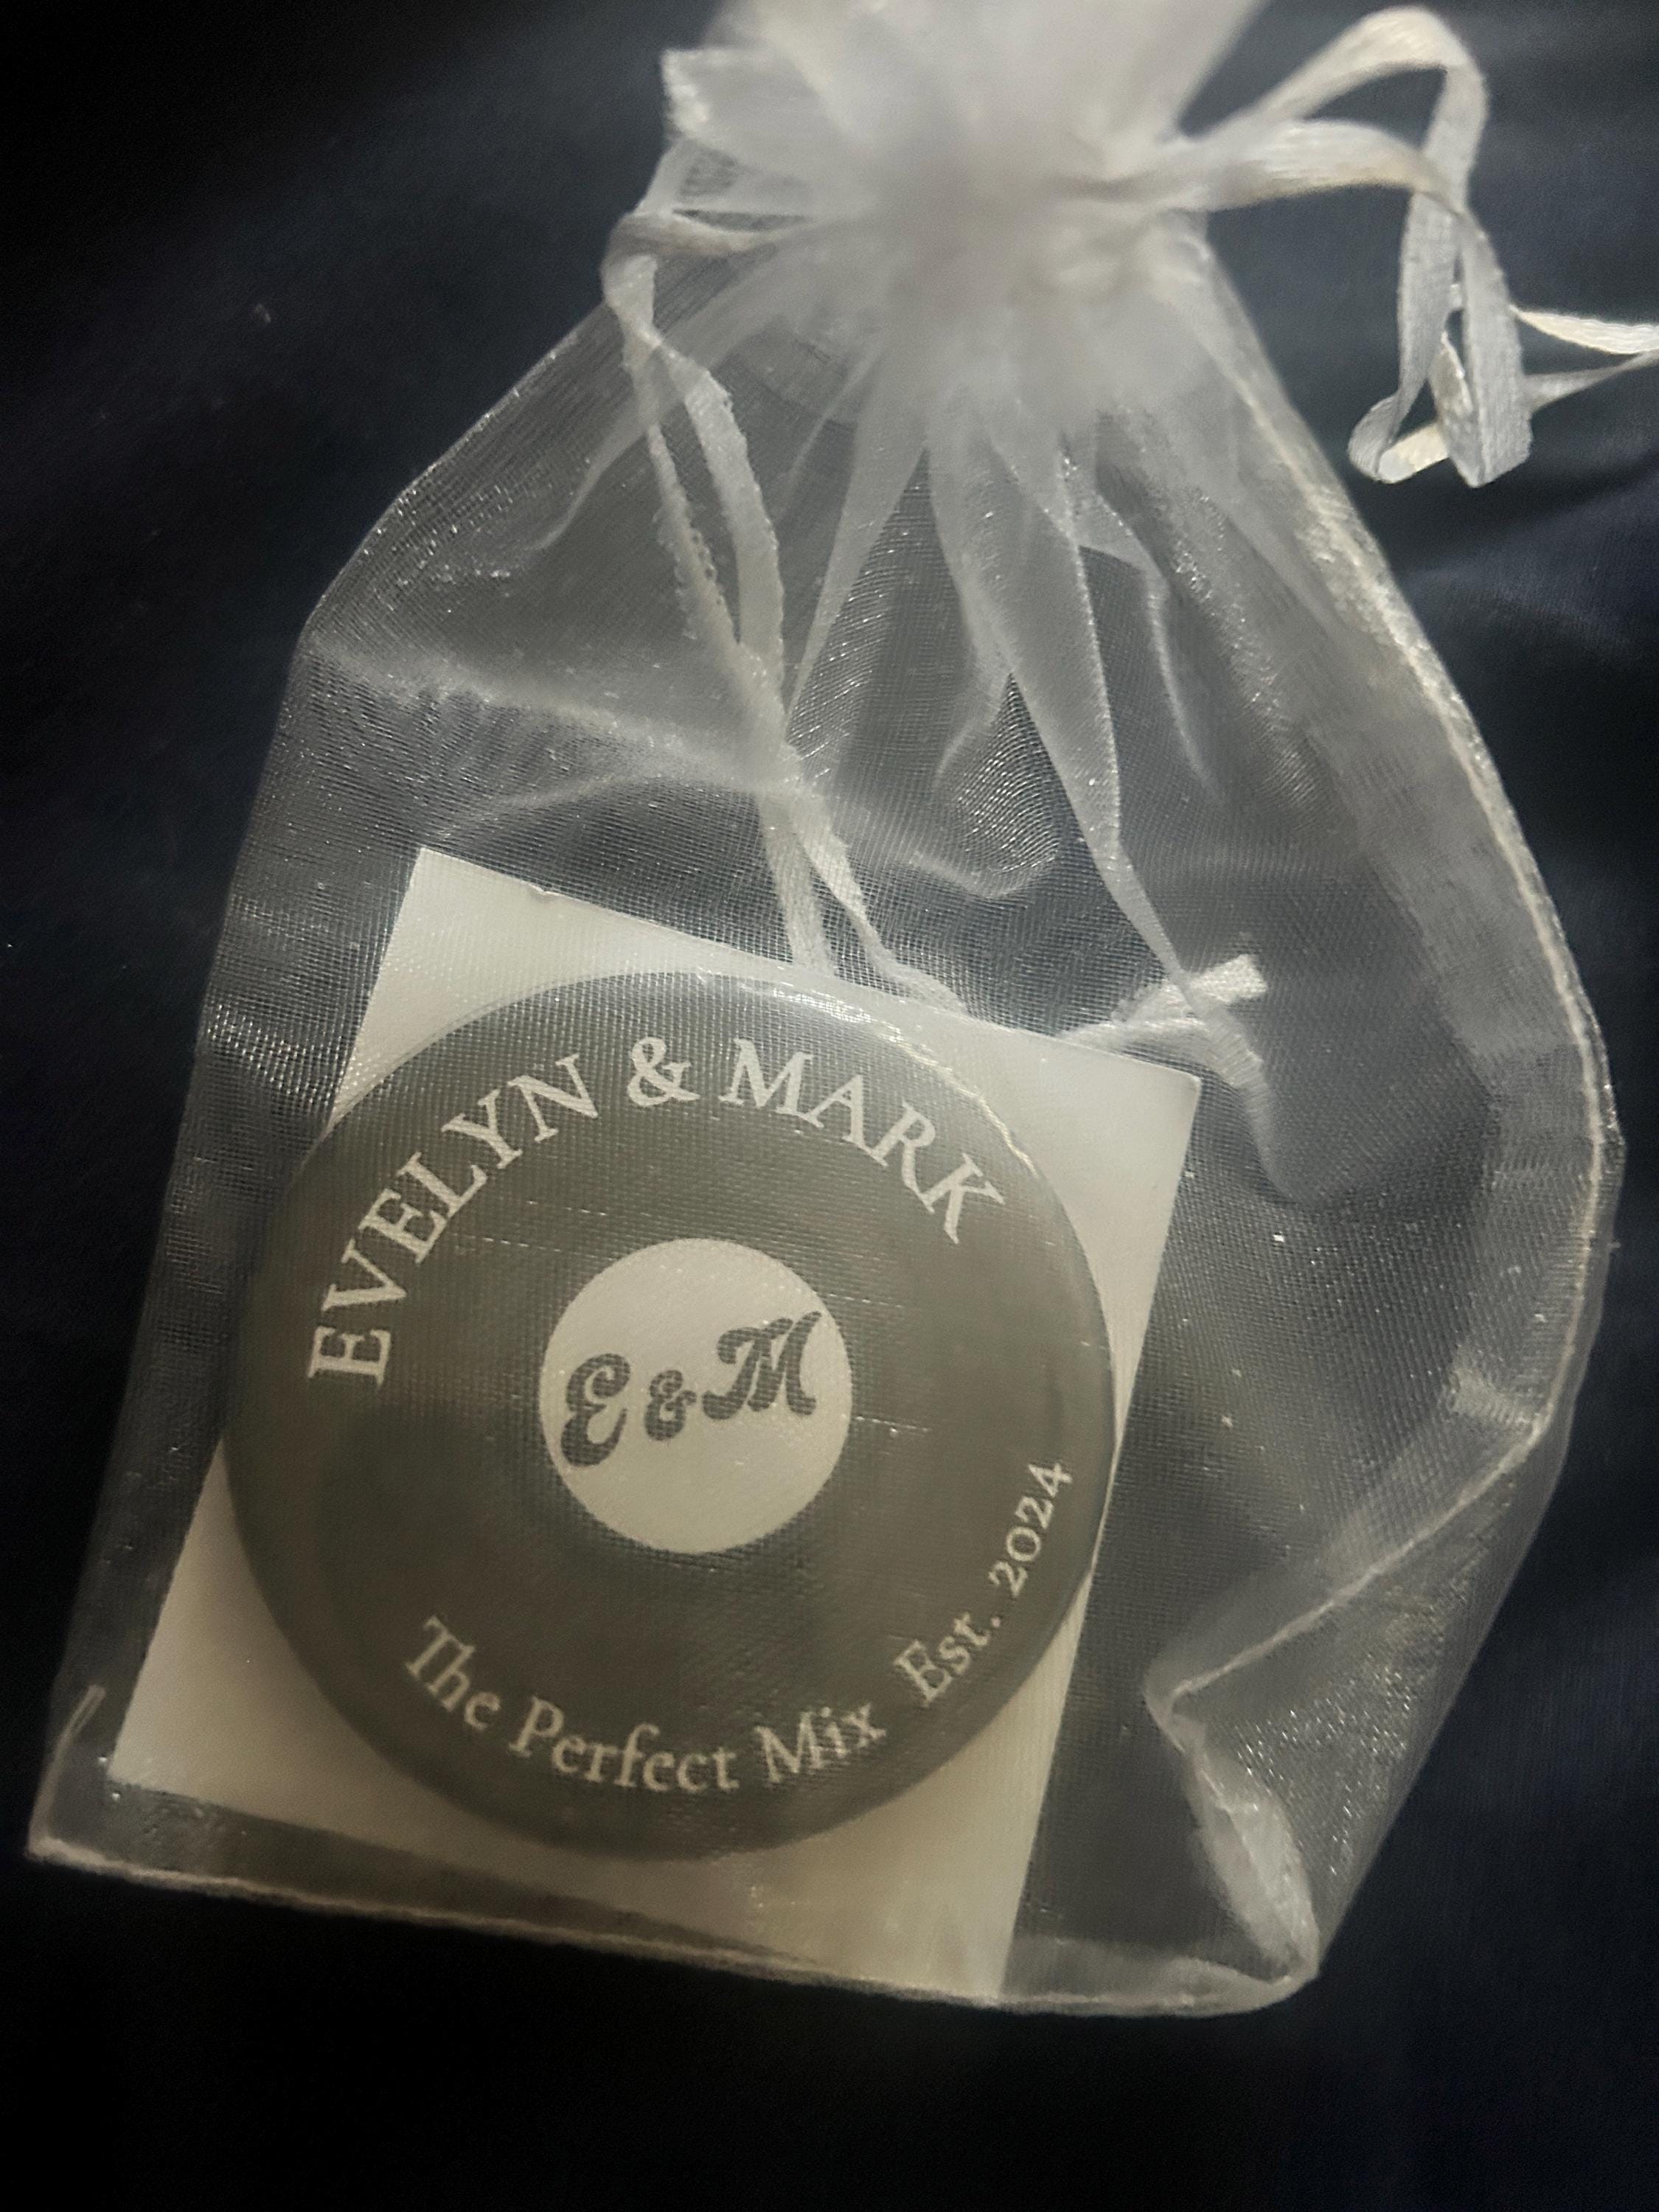 EVELYN & MARK
E & M
The Perfect Mix Est. 2024